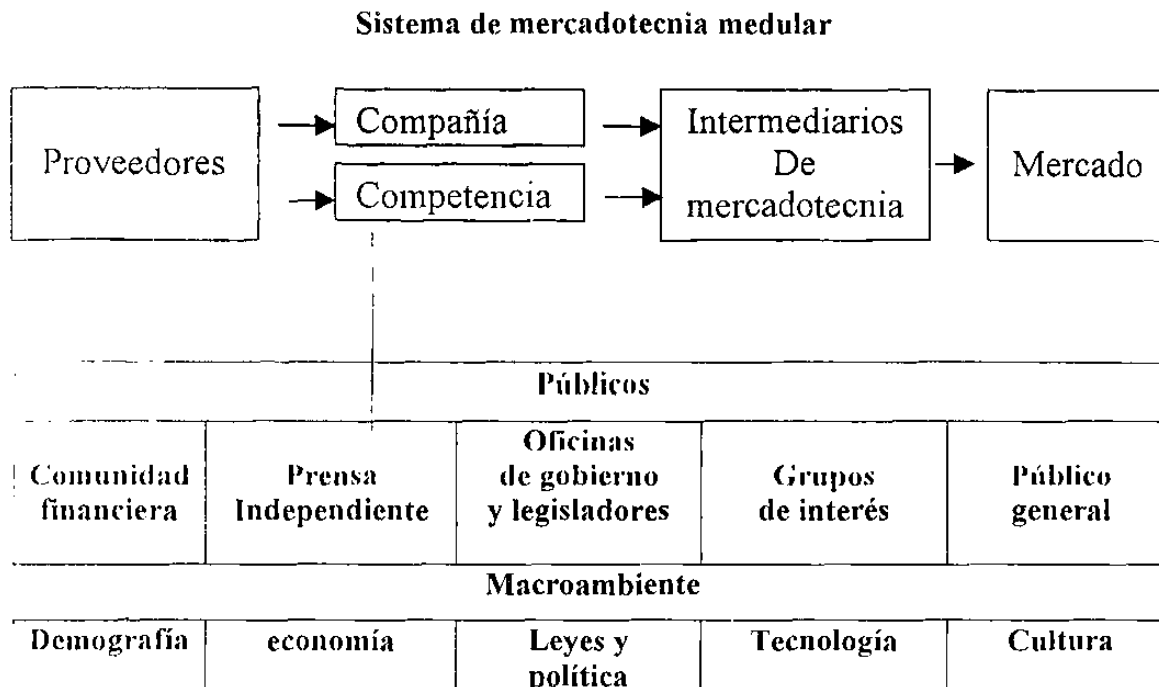 Sistema de mercadotecnia medular
Proveedores
Compañía
Competencia
Intermediarios
De
mercadotecnia
Mercado
Públicos
Comunidad
financiera
Prensa
Independiente
Oficinas
de gobierno
y legisladores
Grupos
de interés
Público
general
Macroambiente
Demografía
economía
Leyes y
política
Tecnología
Cultura